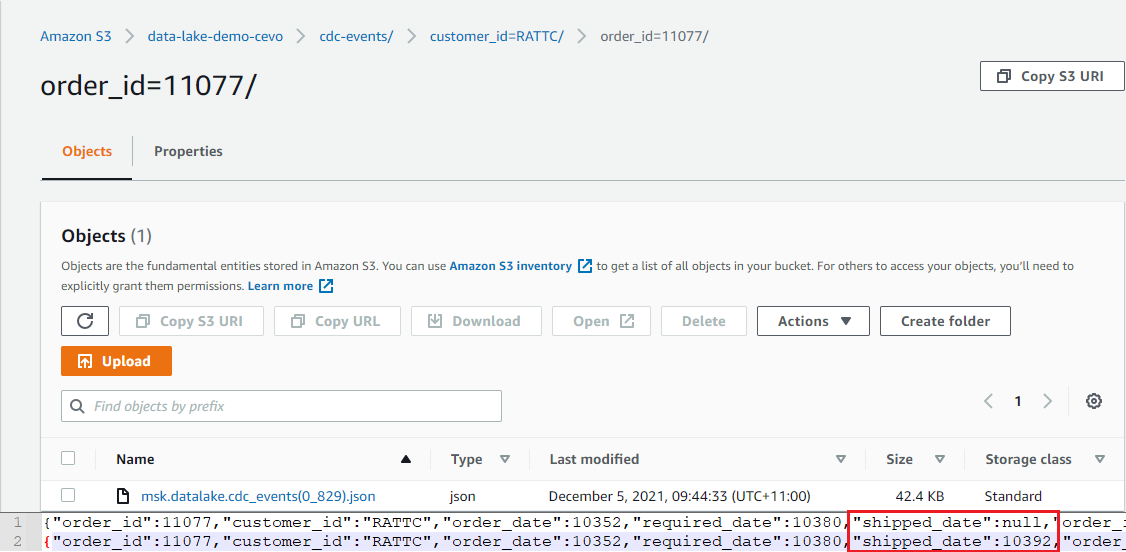 Amazon S3 > data-lake-demo-cevo > cdc-events/ > customer_id=RATTC/ > order_id=11077/
order_id=11077/
Copy S3 URI
Objects
Properties
Objects (1)
Objects are the fundamental entities stored in Amazon S3. You can use Amazon S3 inventory to get a list of all objects in your bucket. For others to access your objects, you'll need to
explicitly grant them permissions. Learn more
Copy S3 URI Copy URL Download Open Delete Actions Create folder
Upload
Find objects by prefix
1
Name Type Last modified Size Storage class
msk.datalake.cdc_events(0_829).json json December 5, 2021, 09:44:33 (UTC+11:00) 42.4 KB Standard
1 {"order_id":11077,"customer_id":"RATTC","order_date":10352,"required_date":10380,"shipped_date":null,"order_i
2 {"order_id":11077,"customer_id":"RATTC","order_date":10352,"required_date":10380,"shipped_date":10392,"order_